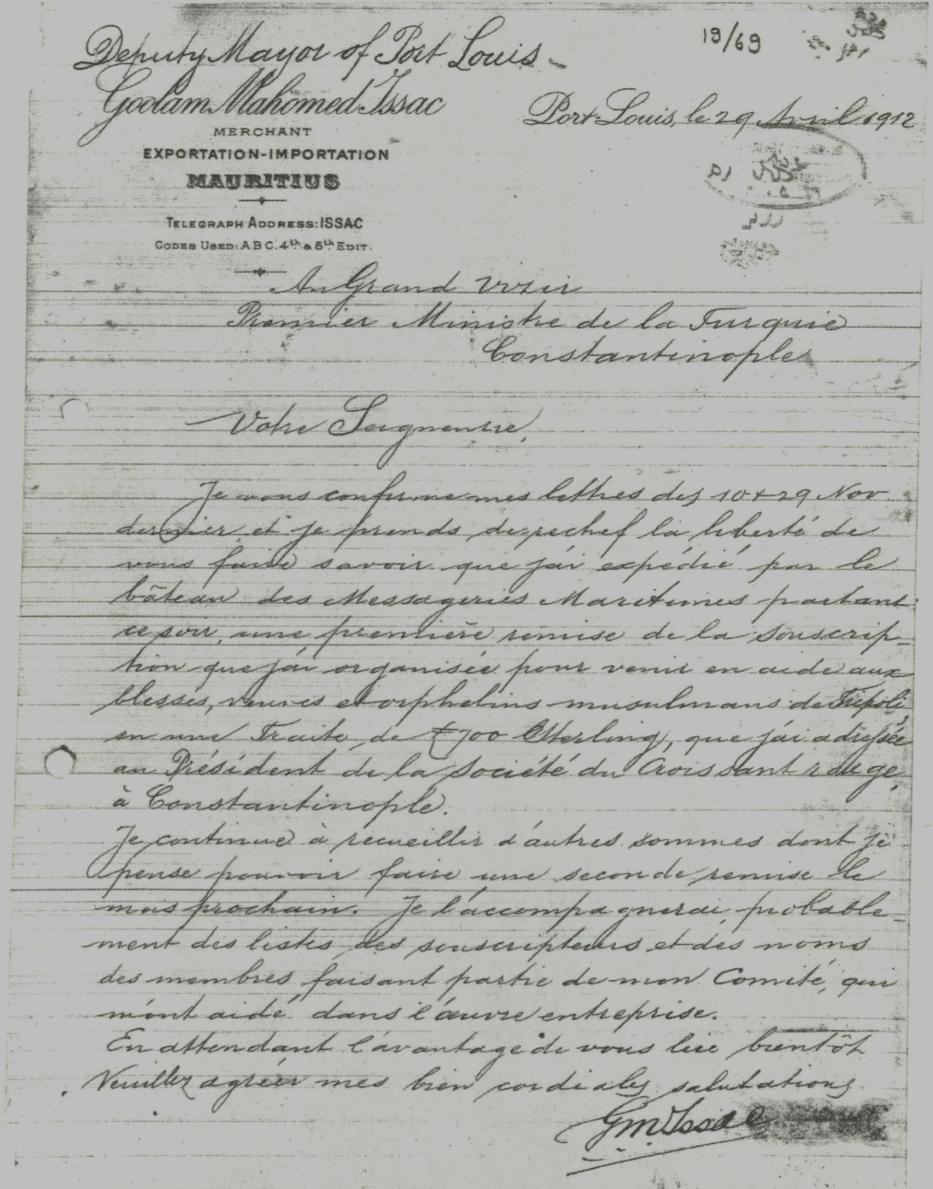 Deputy Mayor of Port Louis
19/69
Goolam Mahomed Issac
Port-Louis, le 29 Avril 1912
MERCHANT
EXPORTATION-IMPORTATION
MAURITIUS
TELEGRAPH ADDRESS: ISSAC
CODES USED: A B C. 4th & 5th EDIT.
Au Grand Vizir
Premier Ministre de la Turquie
Constantinople
Votre Seigneurie,
Je vous confirme mes lettres des 10 + 29 Nov
dernier et je prends derechef la liberté de
vous faire savoir que j'ai expédié par le
bâteau des Messageries Maritimes partant
ce soir, une première remise de la souscrip-
tion que j'ai organisée pour venir en aide aux
blessés, veuves et orphelins musulmans de Tripoli
en une Traite de £700 Sterling, que j'ai adressée
au Président de la Société du Croissant rouge,
à Constantinople.
Je continue à recueillir d'autres sommes dont je
pense pouvoir faire une seconde remise le
mois prochain. Je l'accompagnerai probable-
ment des listes des souscripteurs et des noms
des membres faisant partie de mon Comité, qui
m'ont aidé dans l'œuvre entreprise.
En attendant l'avantage de vous lire bientôt
Veuillez agréer mes bien cordiales salutations
GM Issac